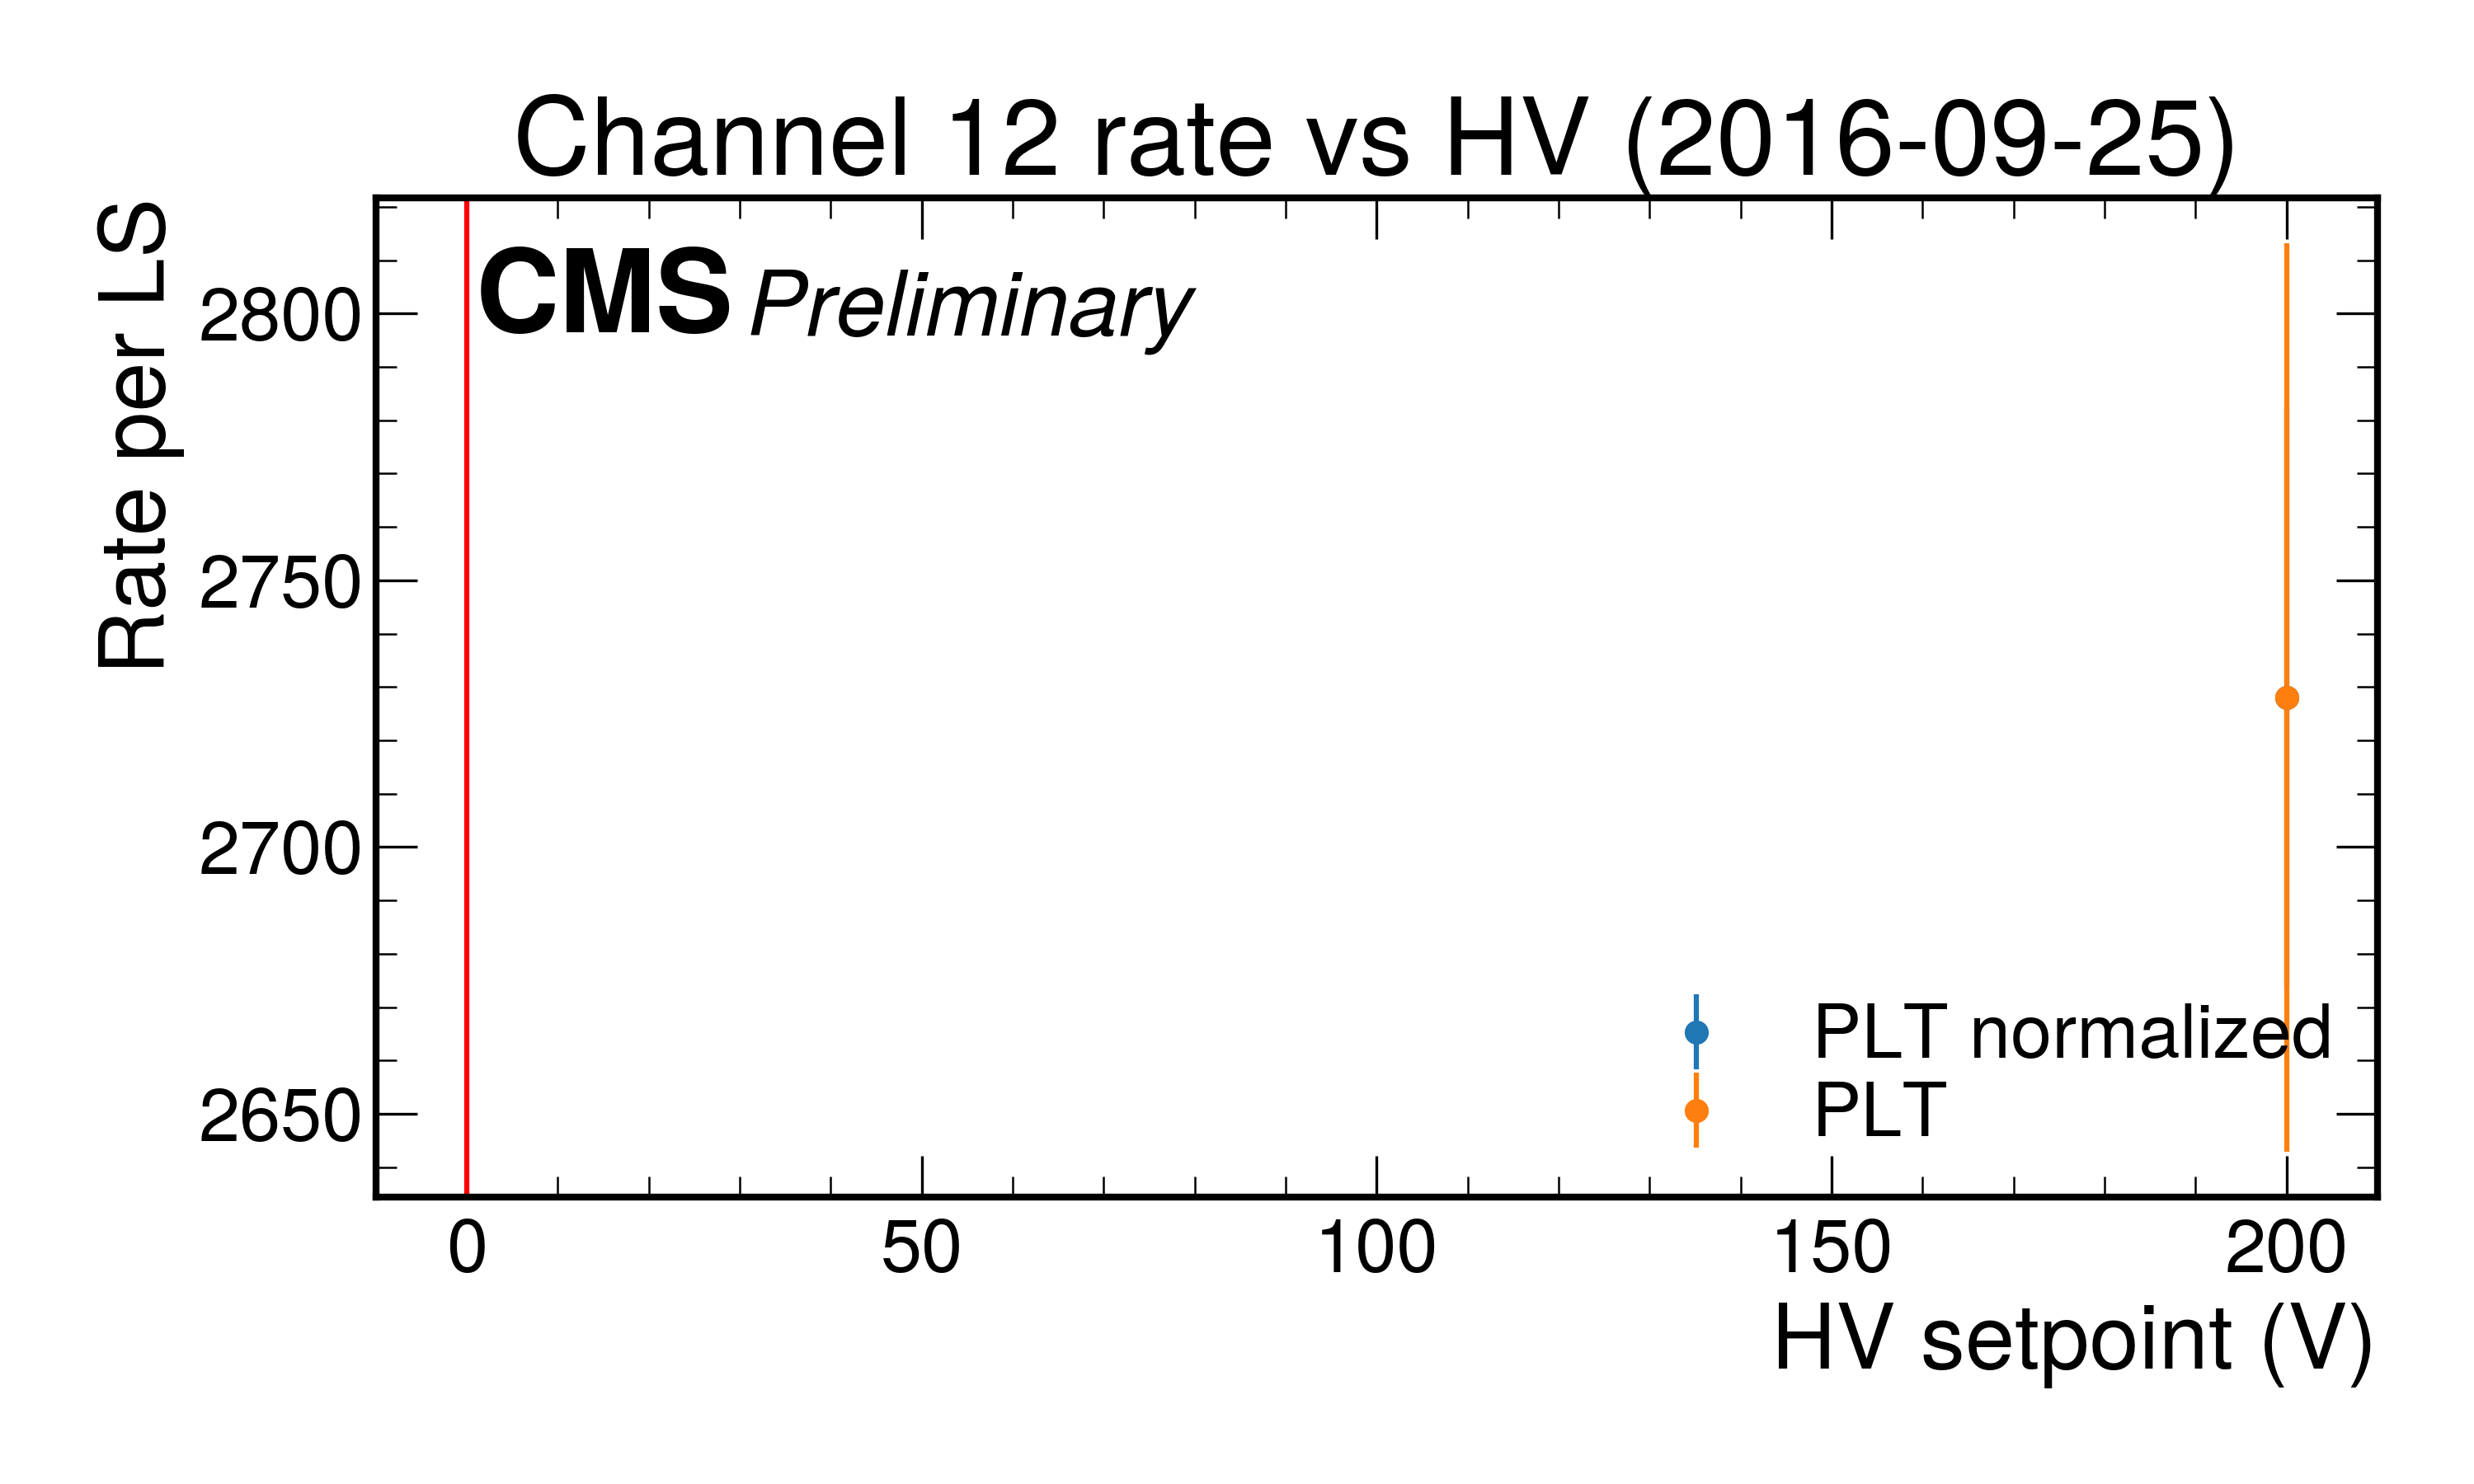 Channel 12 rate vs HV (2016-09-25)
Rate per LS
CMS Preliminary
2800
2750
2700
2650
PLT normalized
PLT
0 50 100 150 200
HV setpoint (V)